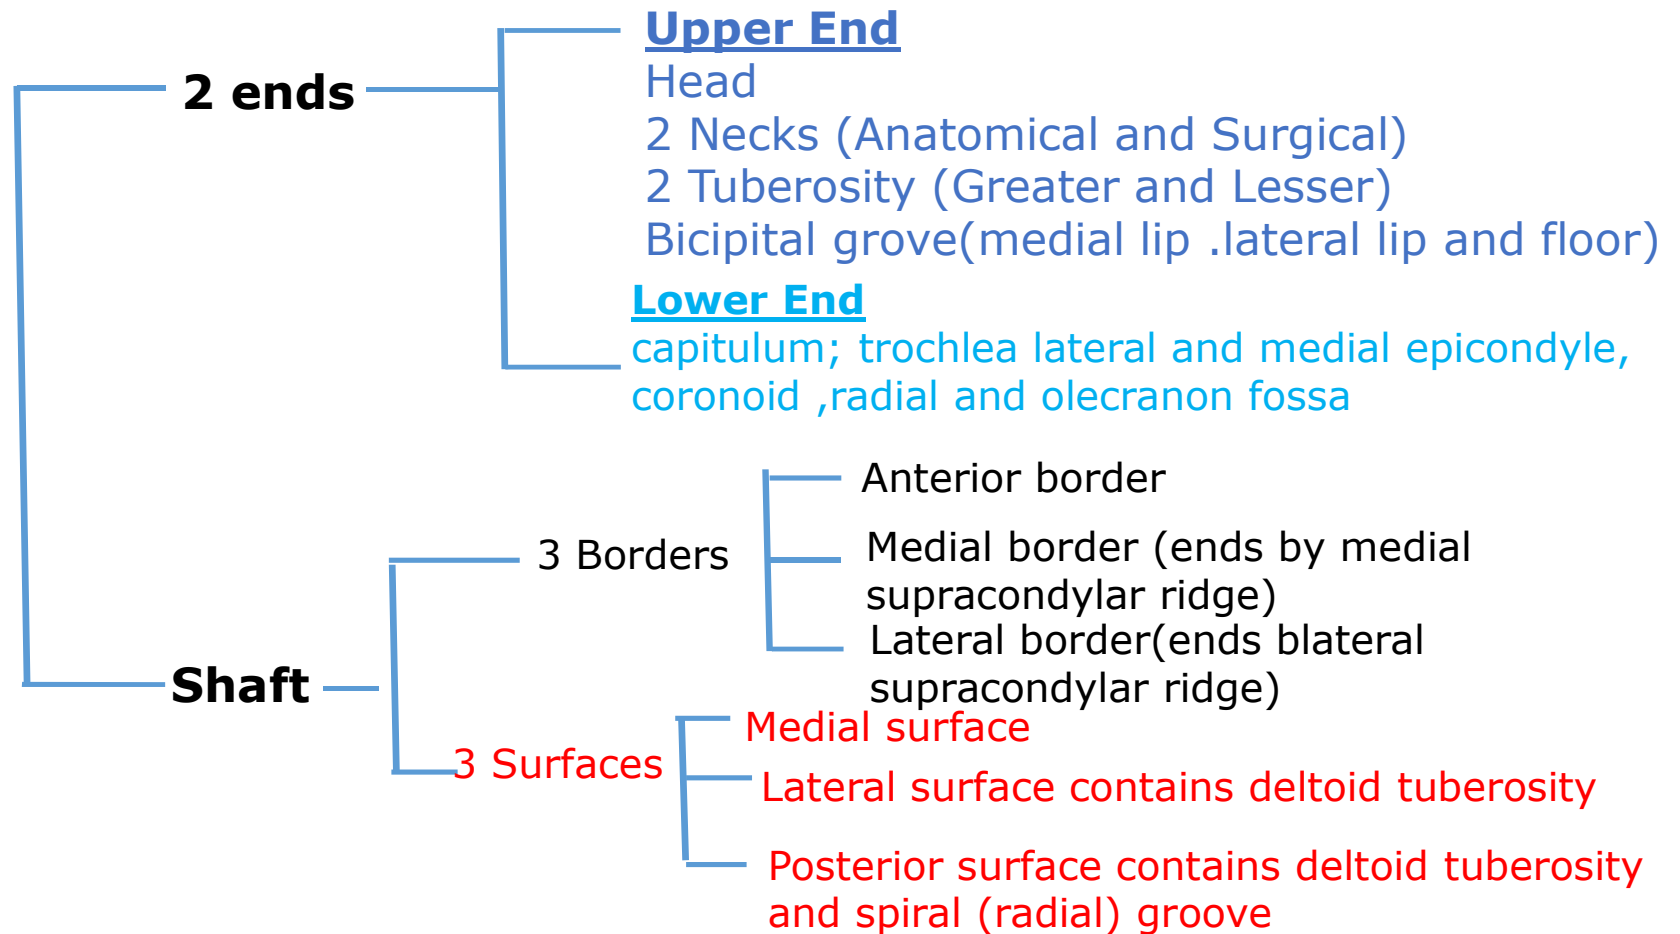 2 ends
Upper End
Head
2 Necks (Anatomical and Surgical)
2 Tuberosity (Greater and Lesser)
Bicipital grove(medial lip .lateral lip and floor)
Lower End
capitulum; trochlea lateral and medial epicondyle,
coronoid ,radial and olecranon fossa
Shaft
3 Borders
Anterior border
Medial border (ends by medial
supracondylar ridge)
Lateral border(ends blateral
supracondylar ridge)
3 Surfaces
Medial surface
Lateral surface contains deltoid tuberosity
Posterior surface contains deltoid tuberosity
and spiral (radial) groove